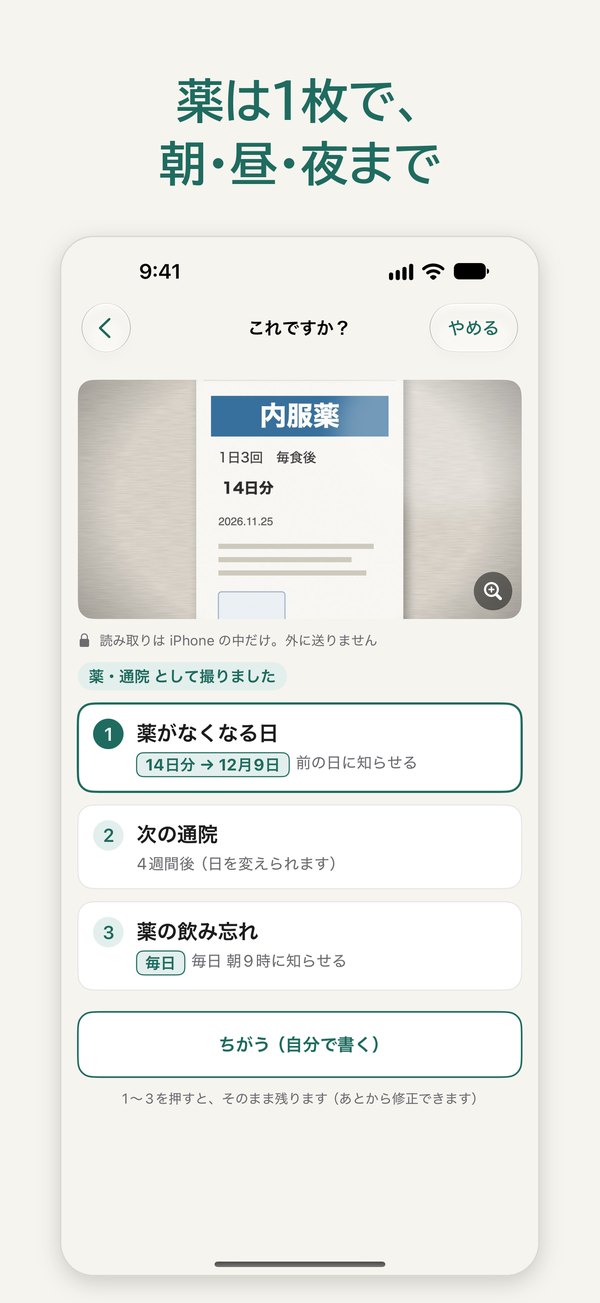 薬は1枚で、
朝・昼・夜まで
9:41
これですか？
やめる
内服薬
1日3回　毎食後
14日分
2026.11.25
読み取りは iPhone の中だけ。外に送りません
薬・通院 として撮りました
1 薬がなくなる日
14日分 → 12月9日 前の日に知らせる
2 次の通院
4週間後（日を変えられます）
3 薬の飲み忘れ
毎日 毎日 朝9時に知らせる
ちがう（自分で書く）
1〜3を押すと、そのまま残ります（あとから修正できます）